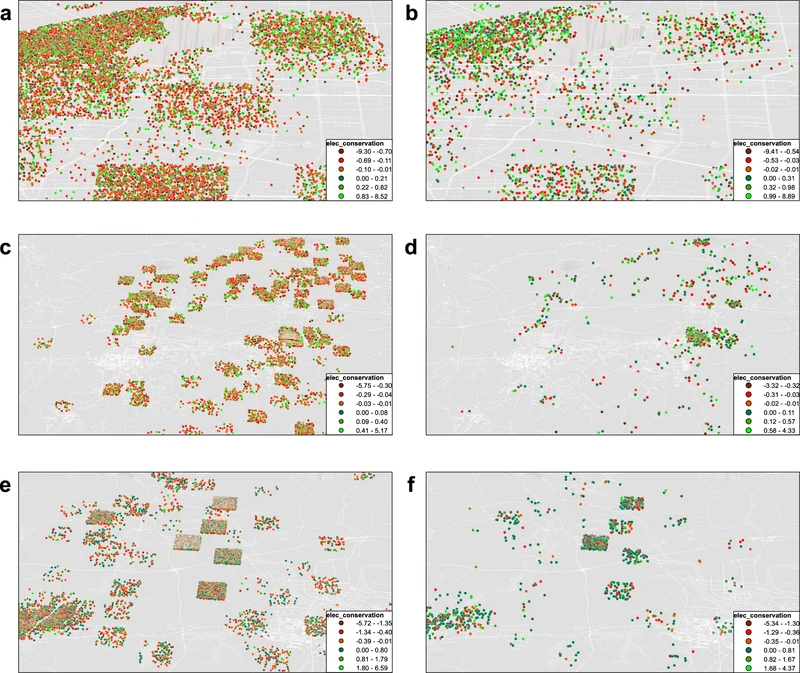 a
elec_conservation
-9.30 - -0.70
-0.69 - -0.11
-0.10 - -0.01
0.00 - 0.21
0.22 - 0.82
0.83 - 8.52
b
elec_conservation
-9.41 - -0.54
-0.53 - -0.03
-0.02 - -0.01
0.00 - 0.31
0.32 - 0.98
0.99 - 8.89
c
elec_conservation
-5.75 - -0.30
-0.29 - -0.04
-0.03 - -0.01
0.00 - 0.08
0.09 - 0.40
0.41 - 5.17
d
elec_conservation
-3.32 - -0.32
-0.31 - -0.03
-0.02 - -0.01
0.00 - 0.11
0.12 - 0.57
0.58 - 4.33
e
elec_conservation
-5.72 - -1.35
-1.34 - -0.40
-0.39 - -0.01
0.00 - 0.80
0.81 - 1.79
1.80 - 6.59
f
elec_conservation
-5.34 - -1.30
-1.29 - -0.36
-0.35 - -0.01
0.00 - 0.81
0.82 - 1.67
1.68 - 4.37